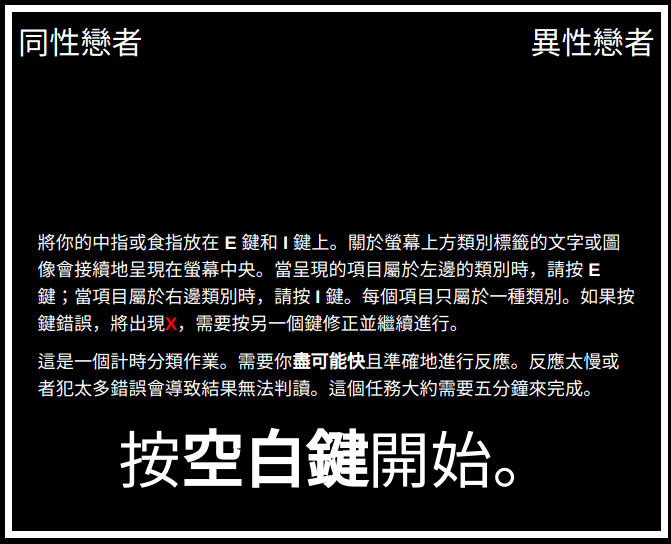 同性戀者
異性戀者
將你的中指或食指放在 E 鍵和 I 鍵上。關於螢幕上方類別標籤的文字或圖
像會接續地呈現在螢幕中央。當呈現的項目屬於左邊的類別時，請按 E
鍵；當項目屬於右邊類別時，請按 I 鍵。每個項目只屬於一種類別。如果按
鍵錯誤，將出現X，需要按另一個鍵修正並繼續進行。
這是一個計時分類作業。需要你盡可能快且準確地進行反應。反應太慢或
者犯太多錯誤會導致結果無法判讀。這個任務大約需要五分鐘來完成。
按空白鍵開始。